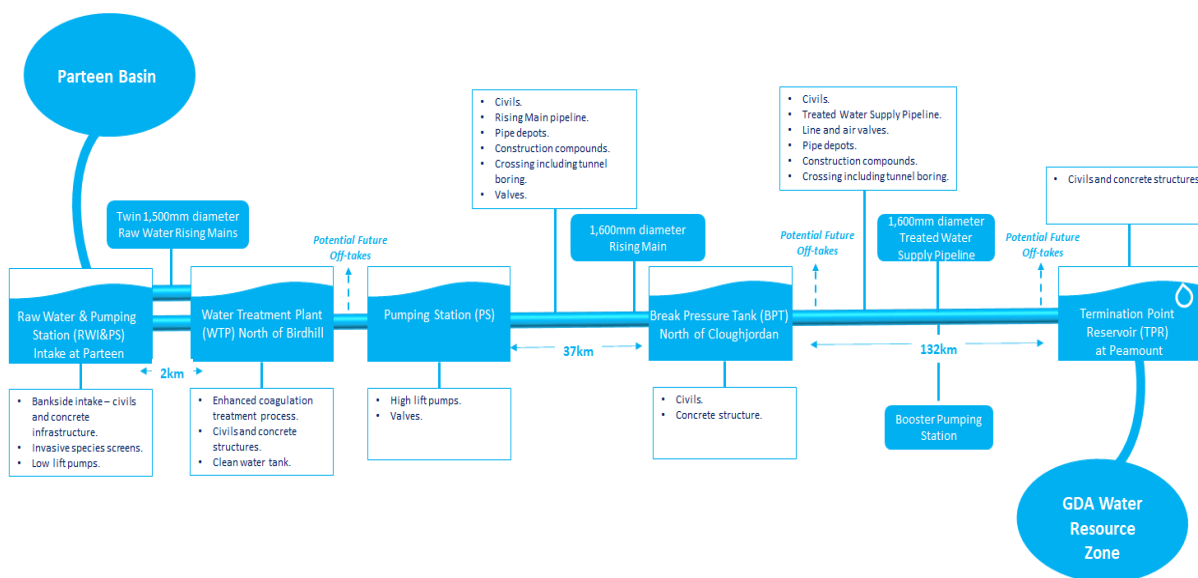 Parteen Basin
• Civils.
• Rising Main pipeline.
• Pipe depots.
• Construction compounds.
• Crossing including tunnel
boring.
• Valves.
• Civils.
• Treated Water Supply Pipeline.
• Line and air valves.
• Pipe depots.
• Construction compounds.
• Crossing including tunnel boring.
• Civils and concrete structures
Twin 1,500mm diameter
Raw Water Rising Mains
Potential Future
Off-takes
1,600mm diameter
Rising Main
Potential Future
Off-takes
1,600mm diameter
Treated Water
Supply Pipeline
Potential Future
Off-takes
Raw Water & Pumping
Station (RWI&PS)
Intake at Parteen
Water Treatment Plant
(WTP) North of Birdhill
Pumping Station (PS)
Break Pressure Tank (BPT)
North of Cloughjordan
Termination Point
Reservoir (TPR)
at Peamount
2km
37km
132km
• Bankside intake – civils
and concrete
infrastructure.
• Invasive species screens.
• Low lift pumps.
• Enhanced coagulation
treatment process.
• Civils and concrete
structures.
• Clean water tank.
• High lift pumps.
• Valves.
• Civils.
• Concrete structure.
Booster Pumping
Station
GDA Water
Resource
Zone